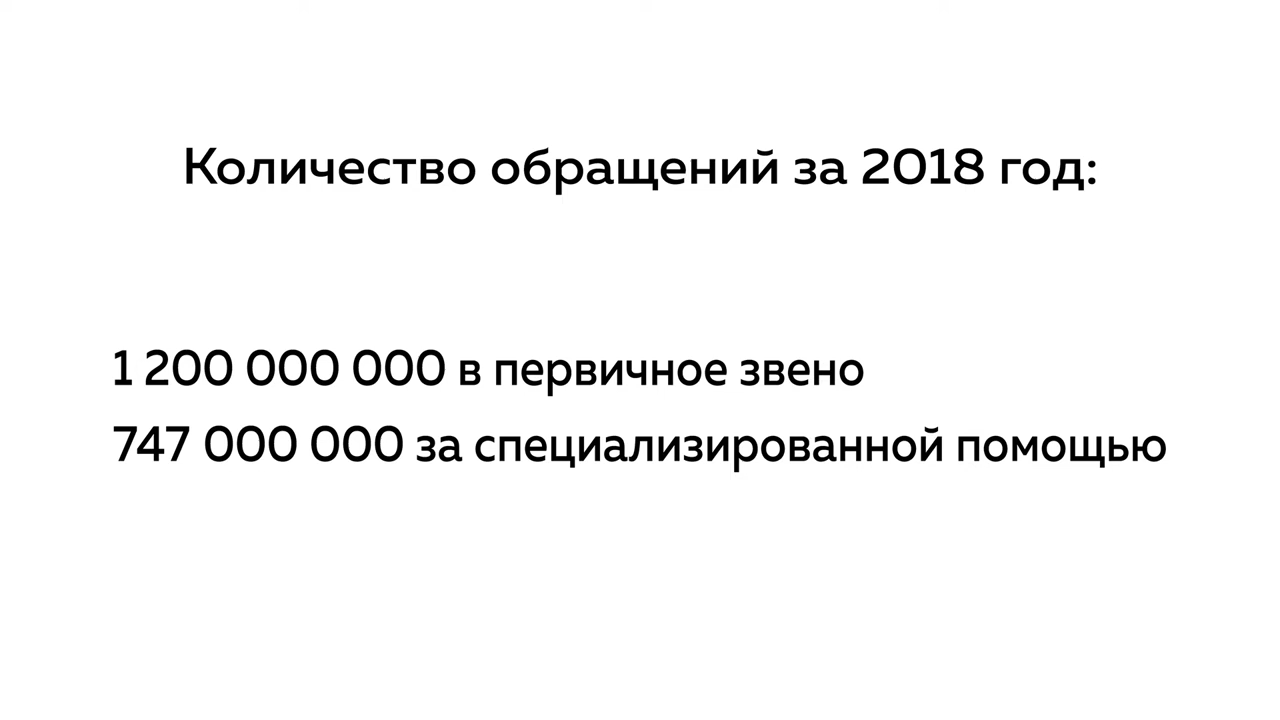 Количество обращений за 2018 год:
1 200 000 000 в первичное звено
747 000 000 за специализированной помощью